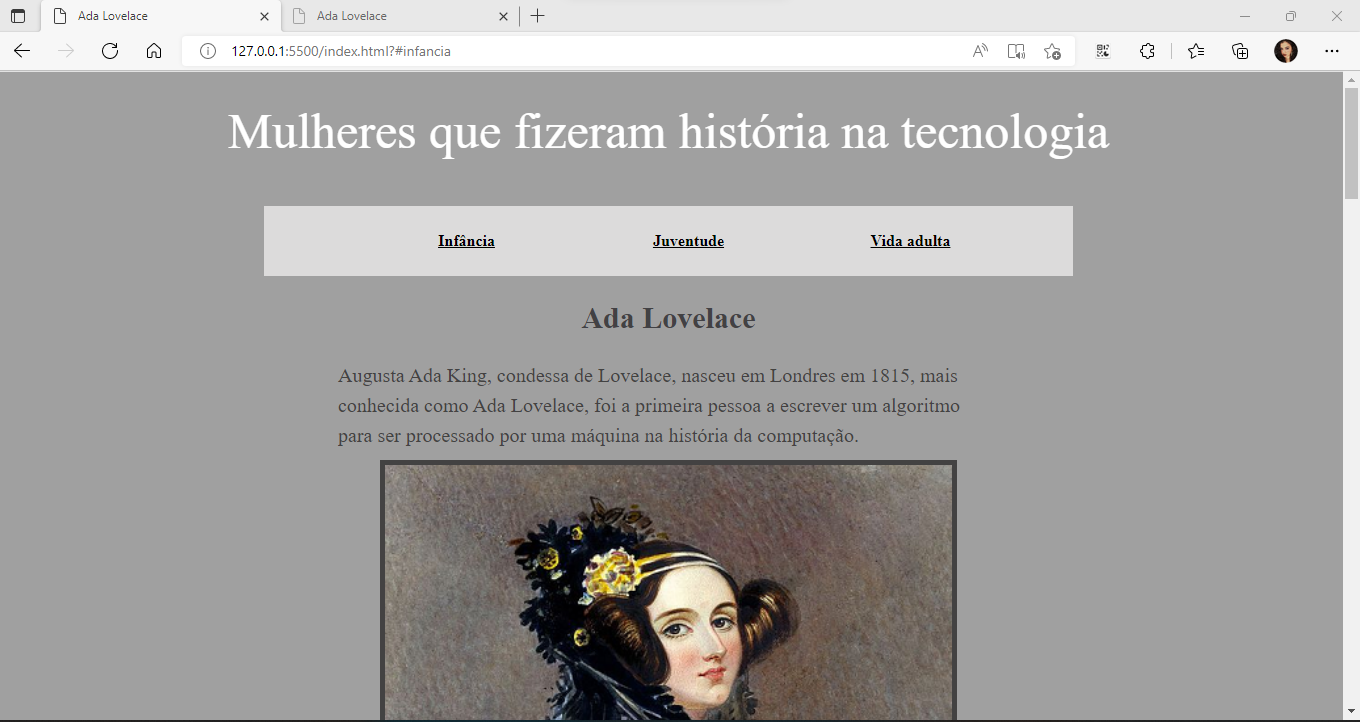 Ada Lovelace
Ada Lovelace
127.0.0.1:5500/index.html?#infancia
Mulheres que fizeram história na tecnologia
Infância Juventude Vida adulta
Ada Lovelace
Augusta Ada King, condessa de Lovelace, nasceu em Londres em 1815, mais
conhecida como Ada Lovelace, foi a primeira pessoa a escrever um algoritmo
para ser processado por uma máquina na história da computação.